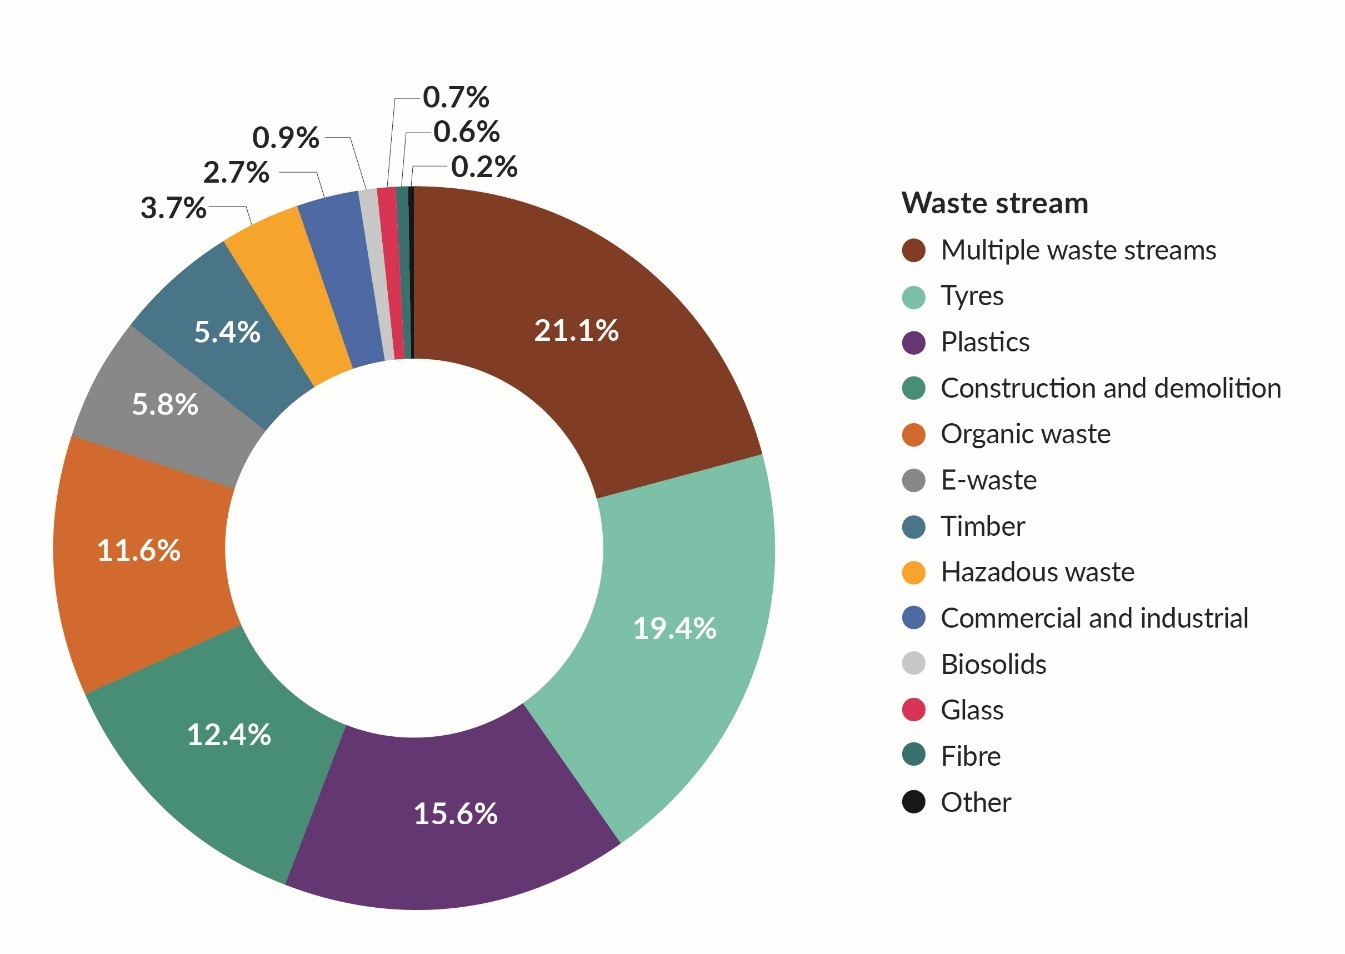 0.7%
0.9%
0.6%
2.7%
0.2%
3.7%
21.1%
5.4%
5.8%
11.6%
19.4%
12.4%
15.6%
Waste stream
Multiple waste streams
Tyres
Plastics
Construction and demolition
Organic waste
E-waste
Timber
Hazadous waste
Commercial and industrial
Biosolids
Glass
Fibre
Other